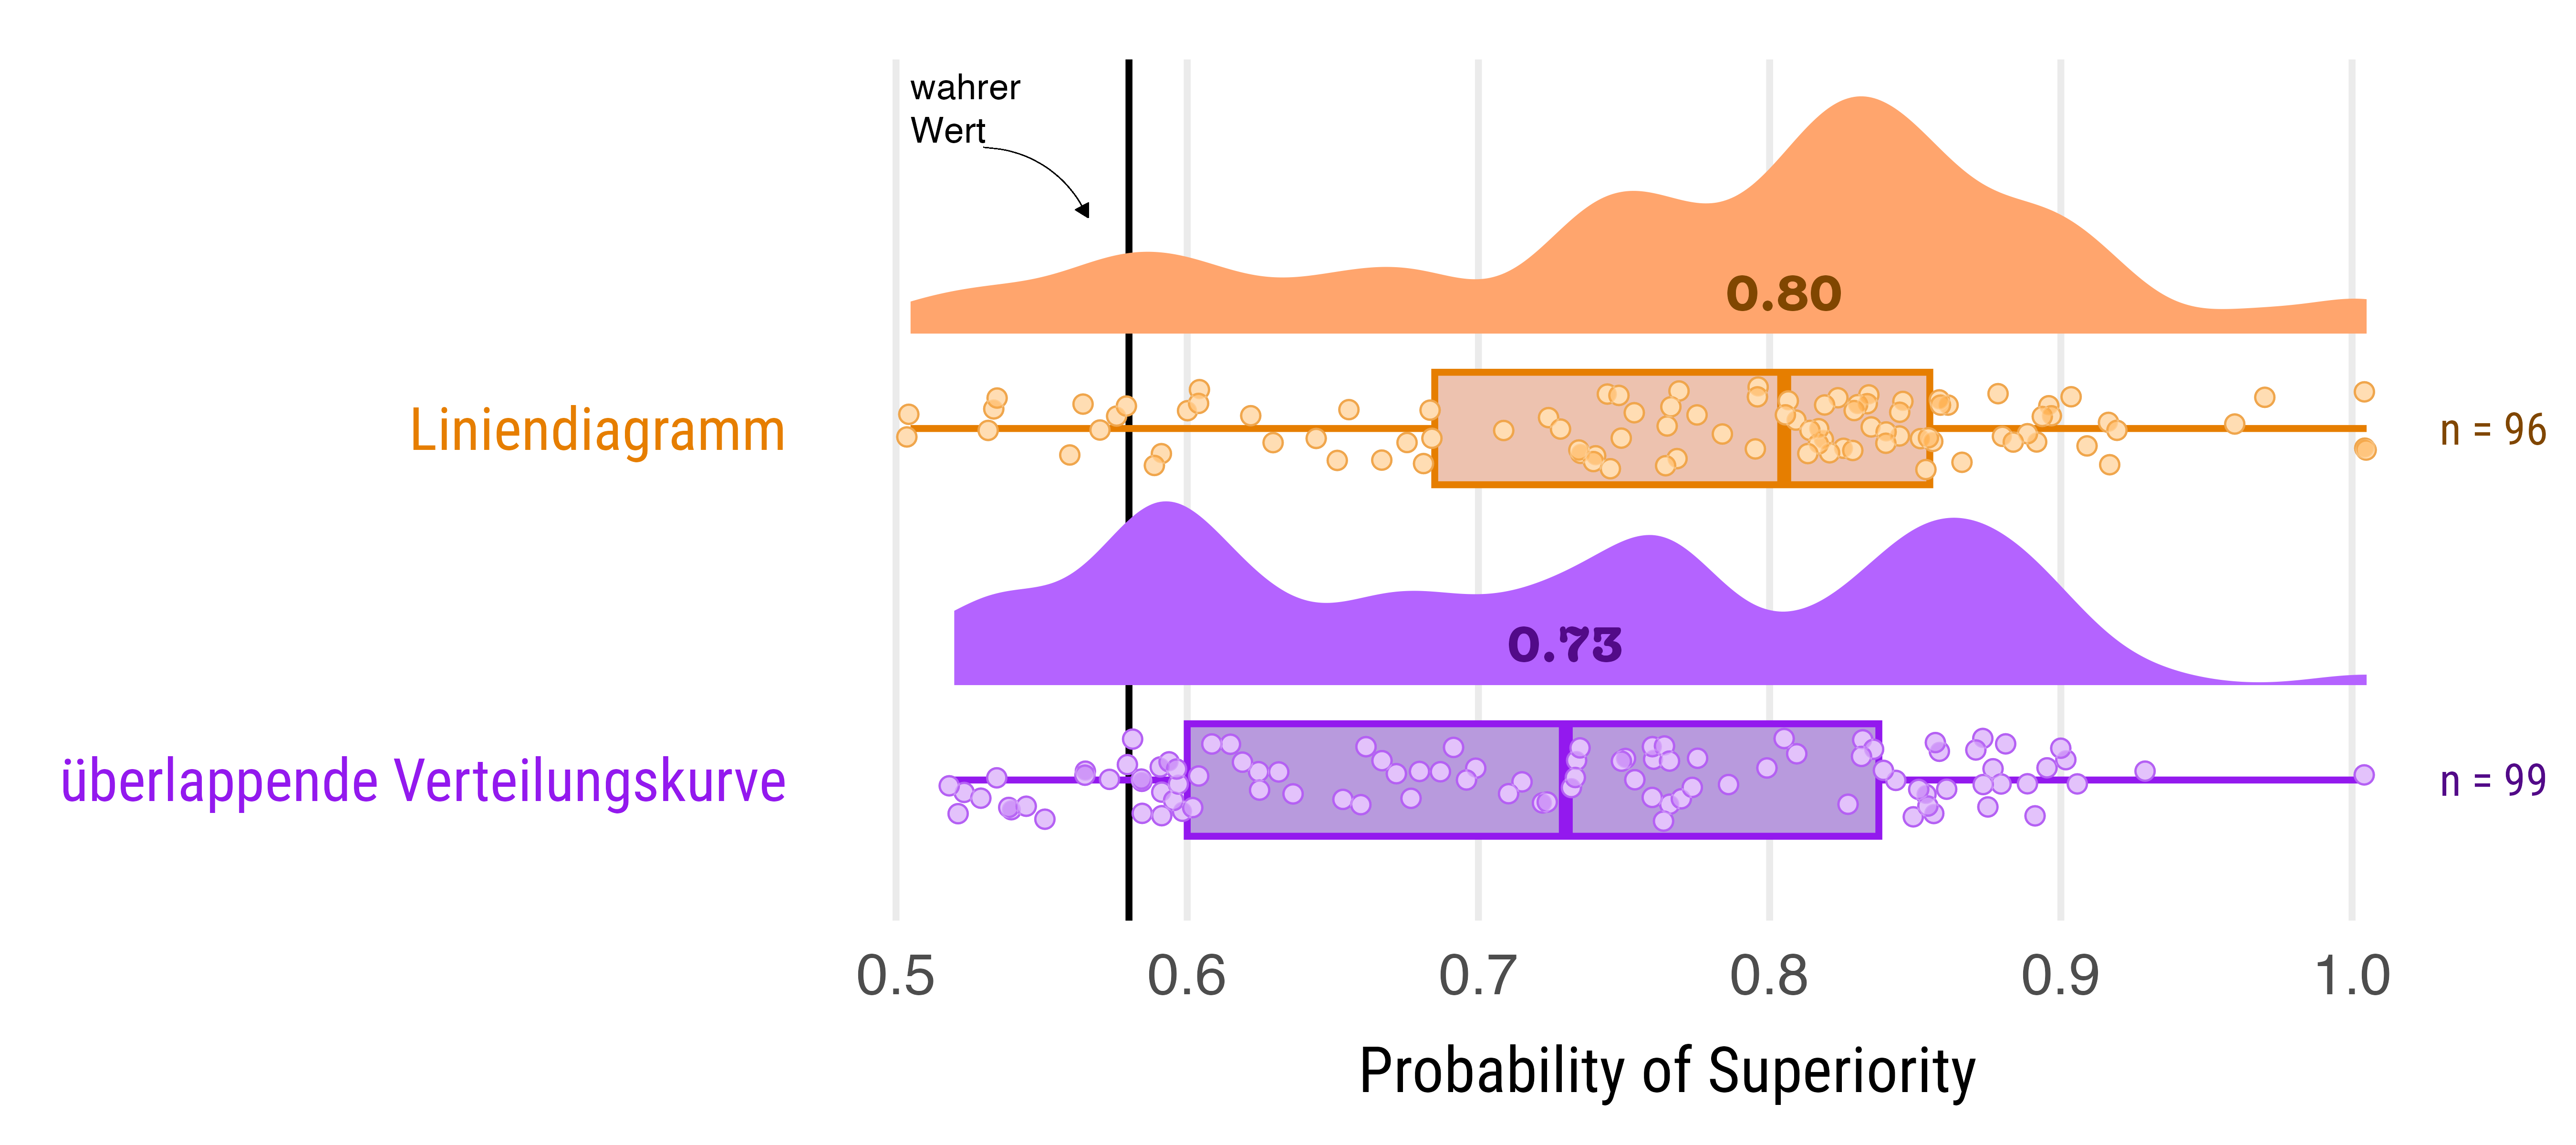 wahrer
Wert
0.80
Liniendiagramm
n = 96
0.73
überlappende Verteilungskurve
n = 99
0.5 0.6 0.7 0.8 0.9 1.0
Probability of Superiority